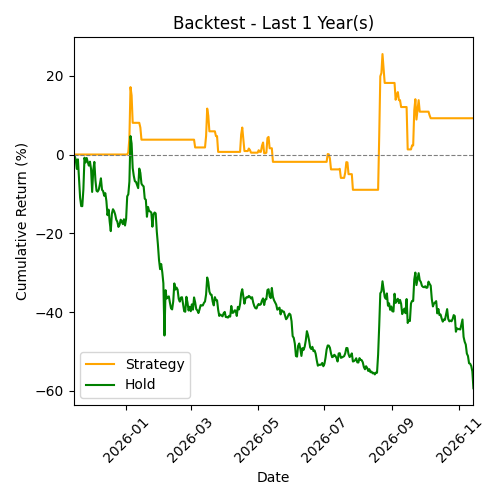 Backtest - Last 1 Year(s)
Cumulative Return (%)
20
0
−20
−40
−60
Strategy
Hold
2026-01
2026-03
2026-05
2026-07
2026-09
2026-11
Date